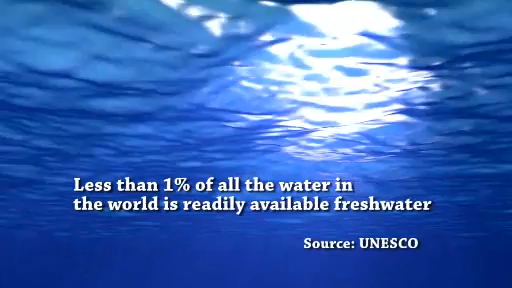 Less than 1% of all the water in
the world is readily available freshwater
Source: UNESCO